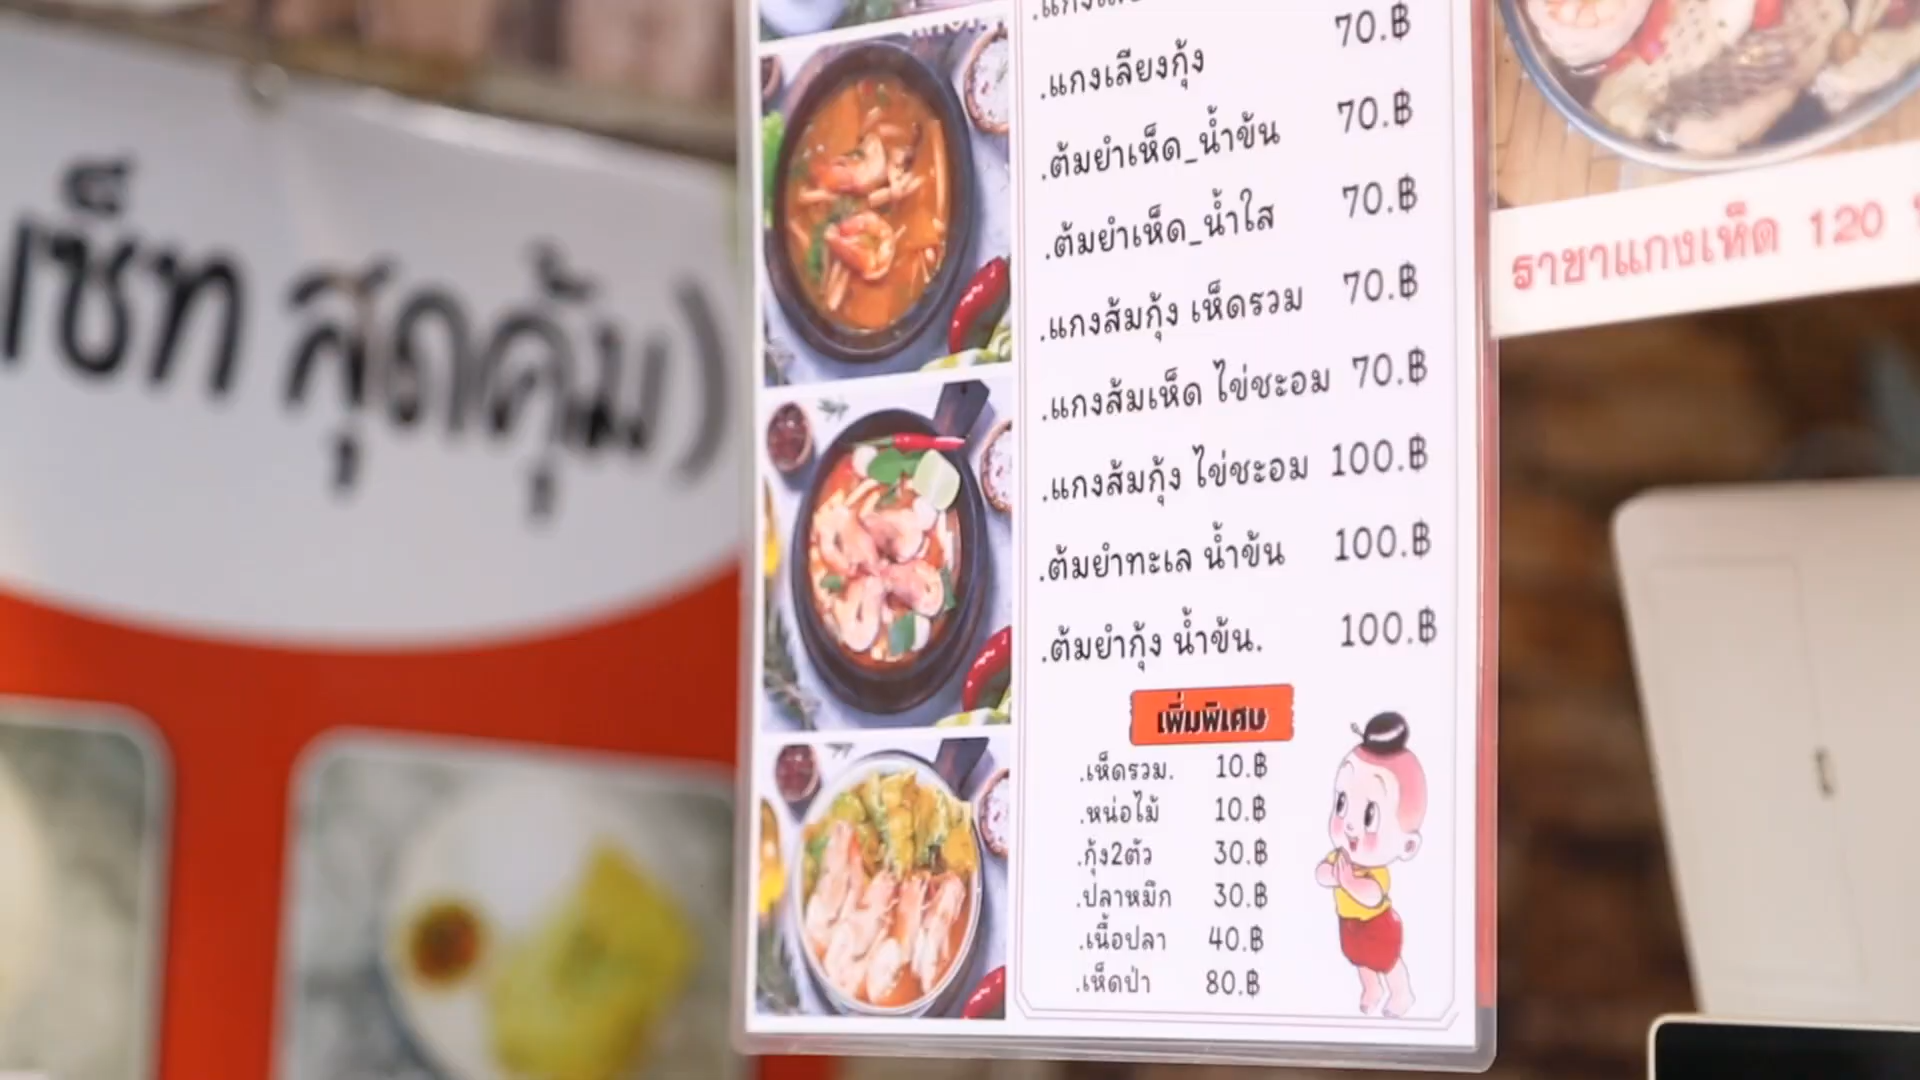 เซ็ท สุดคุ้ม)
.แกงเลียงกุ้ง 70.฿
.ต้มยำเห็ด_น้ำข้น 70.฿
.ต้มยำเห็ด_น้ำใส 70.฿
.แกงส้มกุ้ง เห็ดรวม 70.฿
.แกงส้มเห็ด ไข่ชะอม 70.฿
.แกงส้มกุ้ง ไข่ชะอม 100.฿
.ต้มยำทะเล น้ำข้น 100.฿
.ต้มยำกุ้ง น้ำข้น. 100.฿
เพิ่มพิเศษ
.เห็ดรวม. 10.฿
.หน่อไม้ 10.฿
.กุ้ง2ตัว 30.฿
.ปลาหมึก 30.฿
.เนื้อปลา 40.฿
.เห็ดป่า 80.฿
ราขาแกงเห็ด 120